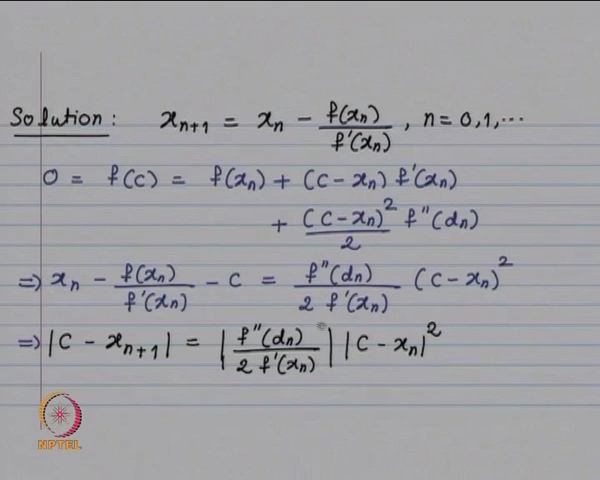 Solution: xₙ₊₁ = xₙ − f(xₙ)/f'(xₙ), n = 0,1,⋯
0 = f(c) = f(xₙ) + (c−xₙ) f'(xₙ)
+ (c−xₙ)²/2 f''(dₙ)
⇒ xₙ − f(xₙ)/f'(xₙ) − c = f''(dₙ)/2 f'(xₙ) (c−xₙ)²
⇒ |c − xₙ₊₁| = |f''(dₙ)/2 f'(xₙ)| |c − xₙ|²
NPTEL